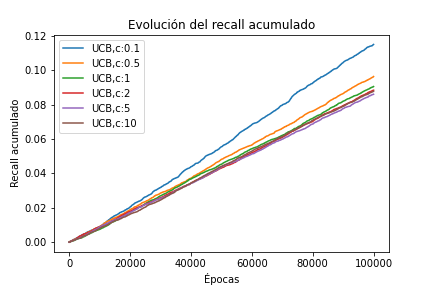 Evolución del recall acumulado
UCB,c:0.1
UCB,c:0.5
UCB,c:1
UCB,c:2
UCB,c:5
UCB,c:10
Recall acumulado
0.12
0.10
0.08
0.06
0.04
0.02
0.00
0 20000 40000 60000 80000 100000
Épocas